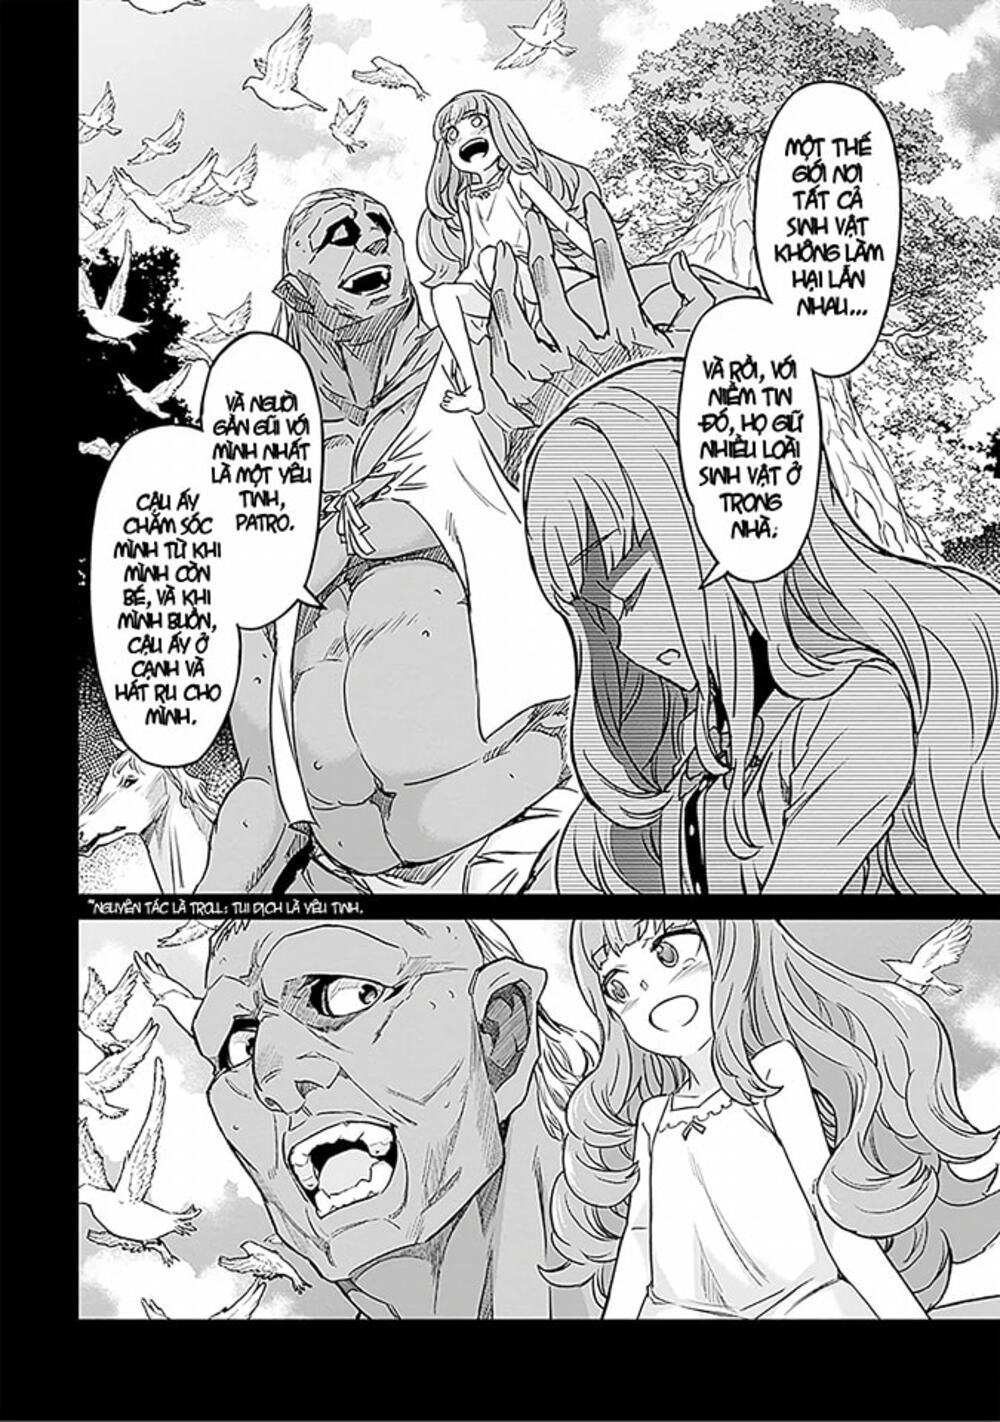 MỘT THẾ
GIỚI NƠI
TẤT CẢ
SINH VẬT
KHÔNG LÀM
HẠI LẪN
NHAU...
VÀ RỒI, VỚI
NIỀM TIN
ĐÓ, HỌ GIỮ
NHIỀU LOÀI
SINH VẬT Ở
TRONG
NHÀ.
VÀ NGƯỜI
GẦN GŨI VỚI
MÌNH NHẤT
LÀ MỘT YÊU
TINH,
PATRO.
CẬU ẤY
CHĂM SÓC
MÌNH TỪ KHI
MÌNH CÒN
BÉ, VÀ KHI
MÌNH BUỒN,
CẬU ẤY Ở
CẠNH VÀ
HÁT RU CHO
MÌNH.
*NGUYÊN TÁC LÀ TROLL; TUI DỊCH LÀ YÊU TINH.